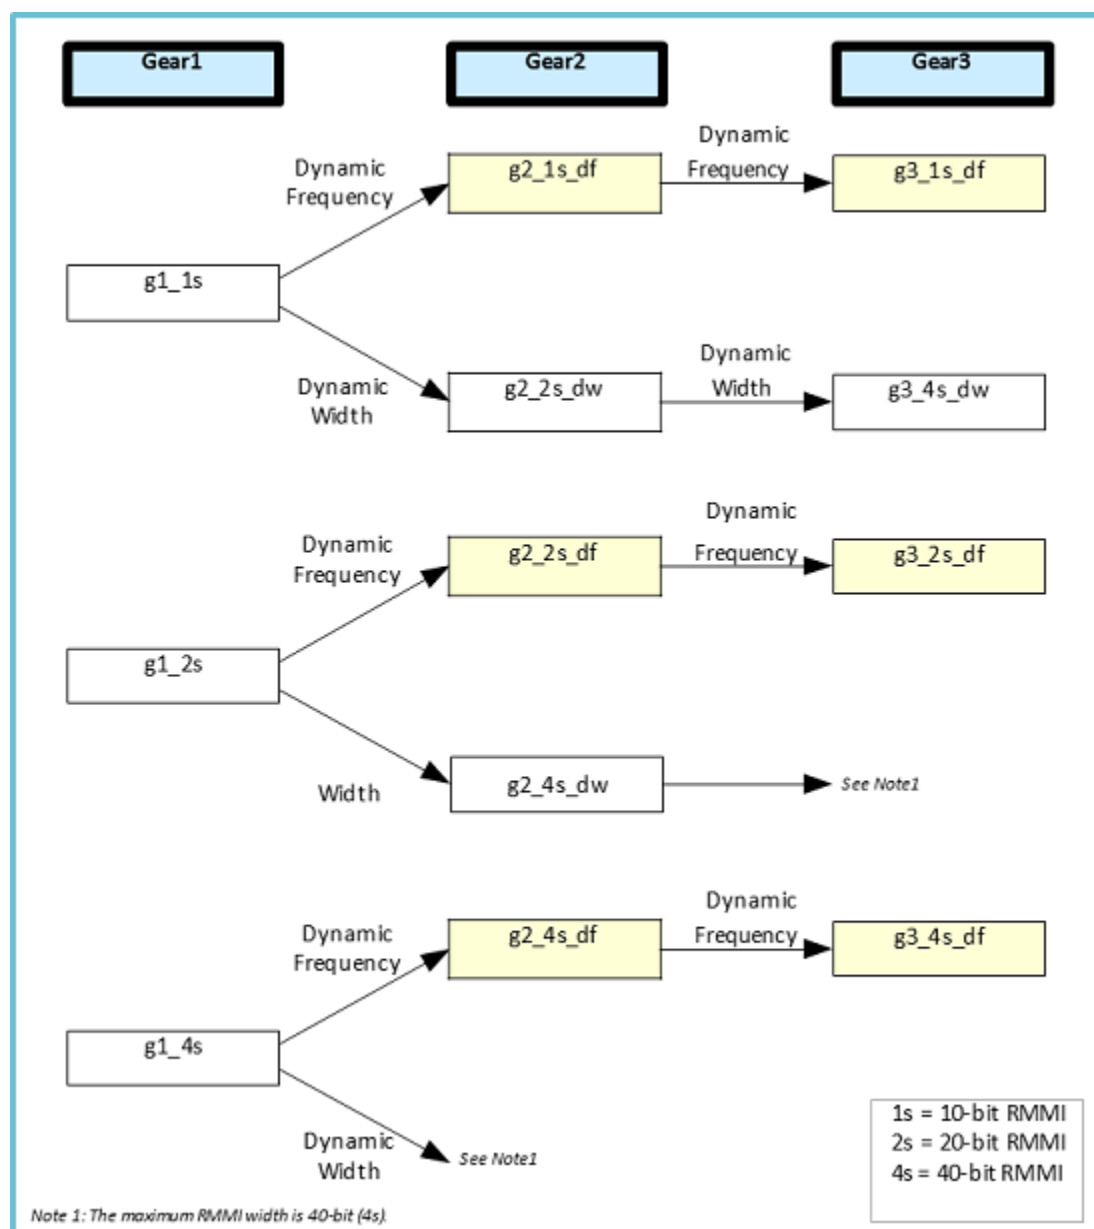 Gear1
Gear2
Gear3
Dynamic
Frequency
g2_1s_df
Dynamic
Frequency
g3_1s_df
g1_1s
Dynamic
Width
g2_2s_dw
Dynamic
Width
g3_4s_dw
Dynamic
Frequency
g2_2s_df
Dynamic
Frequency
g3_2s_df
g1_2s
Width
g2_4s_dw
See Note1
Dynamic
Frequency
g2_4s_df
Dynamic
Frequency
g3_4s_df
g1_4s
Dynamic
Width
See Note1
1s = 10-bit RMMI
2s = 20-bit RMMI
4s = 40-bit RMMI
Note 1: The maximum RMMI width is 40-bit (4s).